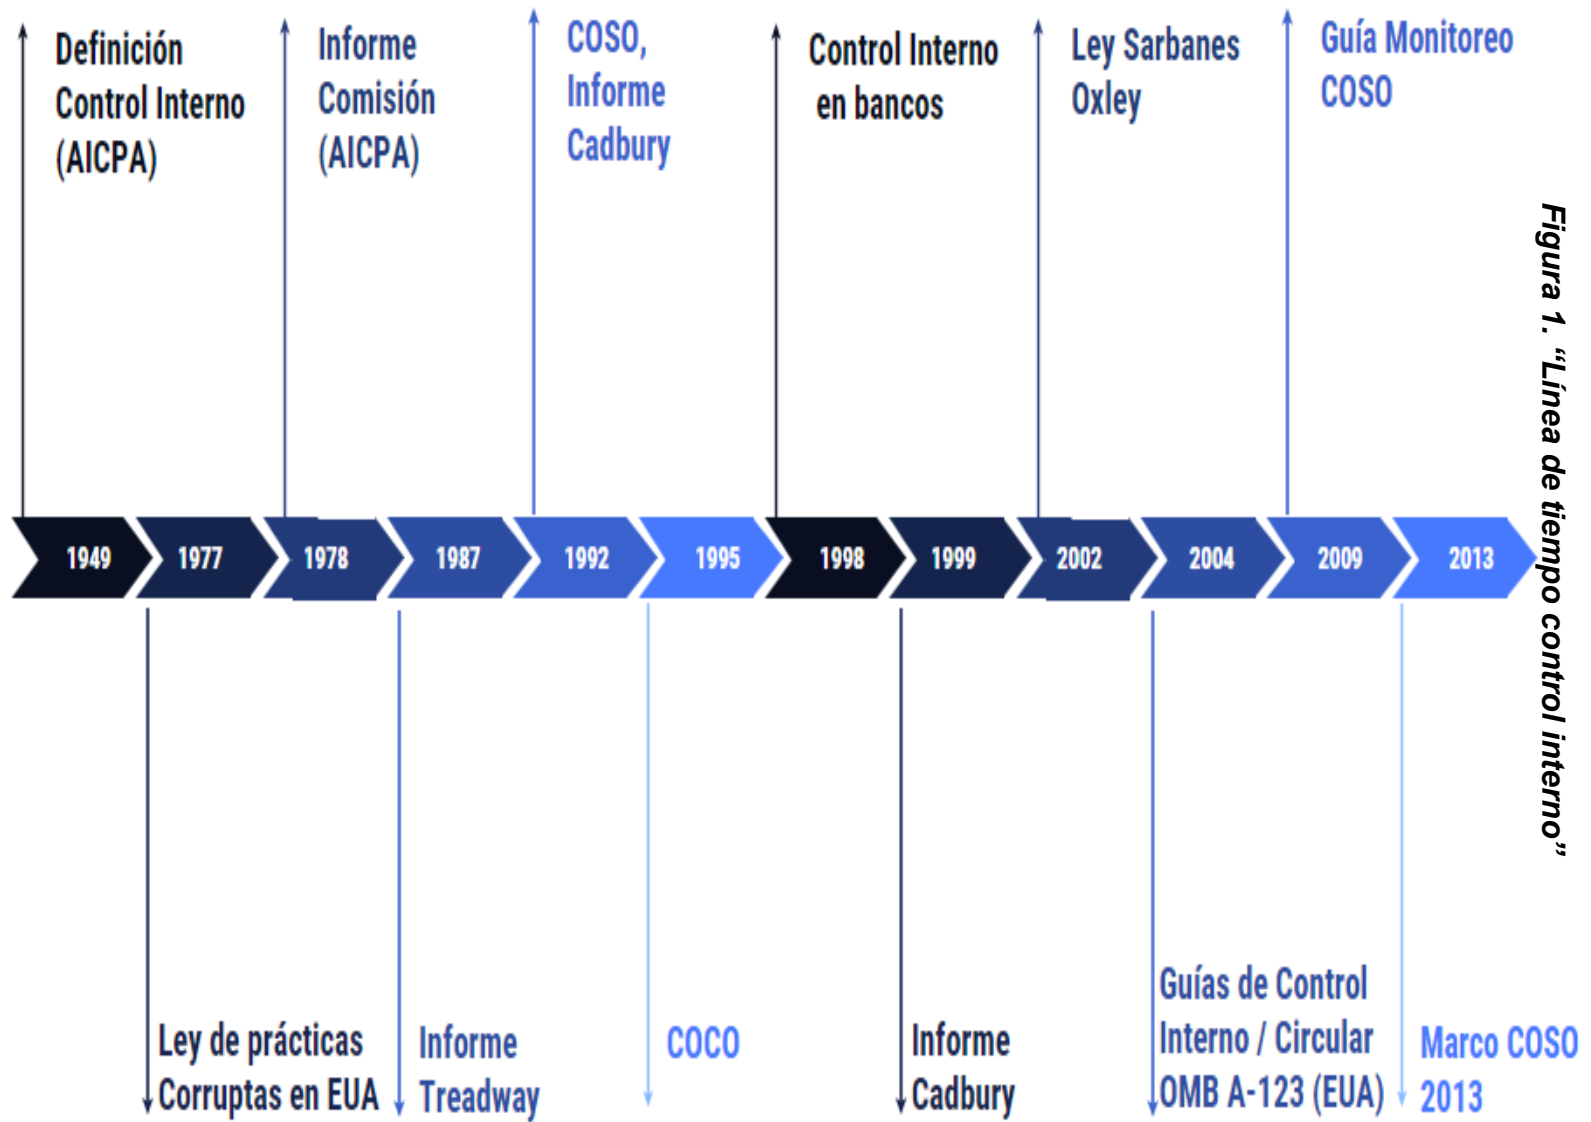 Definición
Control Interno
(AICPA)
Informe
Comisión
(AICPA)
COSO,
Informe
Cadbury
Control Interno
en bancos
Ley Sarbanes
Oxley
Guía Monitoreo
COSO
1949
1977
1978
1987
1992
1995
1998
1999
2002
2004
2009
2013
Ley de prácticas
Corruptas en EUA
Informe
Treadway
COCO
Informe
Cadbury
Guías de Control
Interno / Circular
OMB A-123 (EUA)
Marco COSO
2013
Figura 1. “Línea de tiempo control interno”